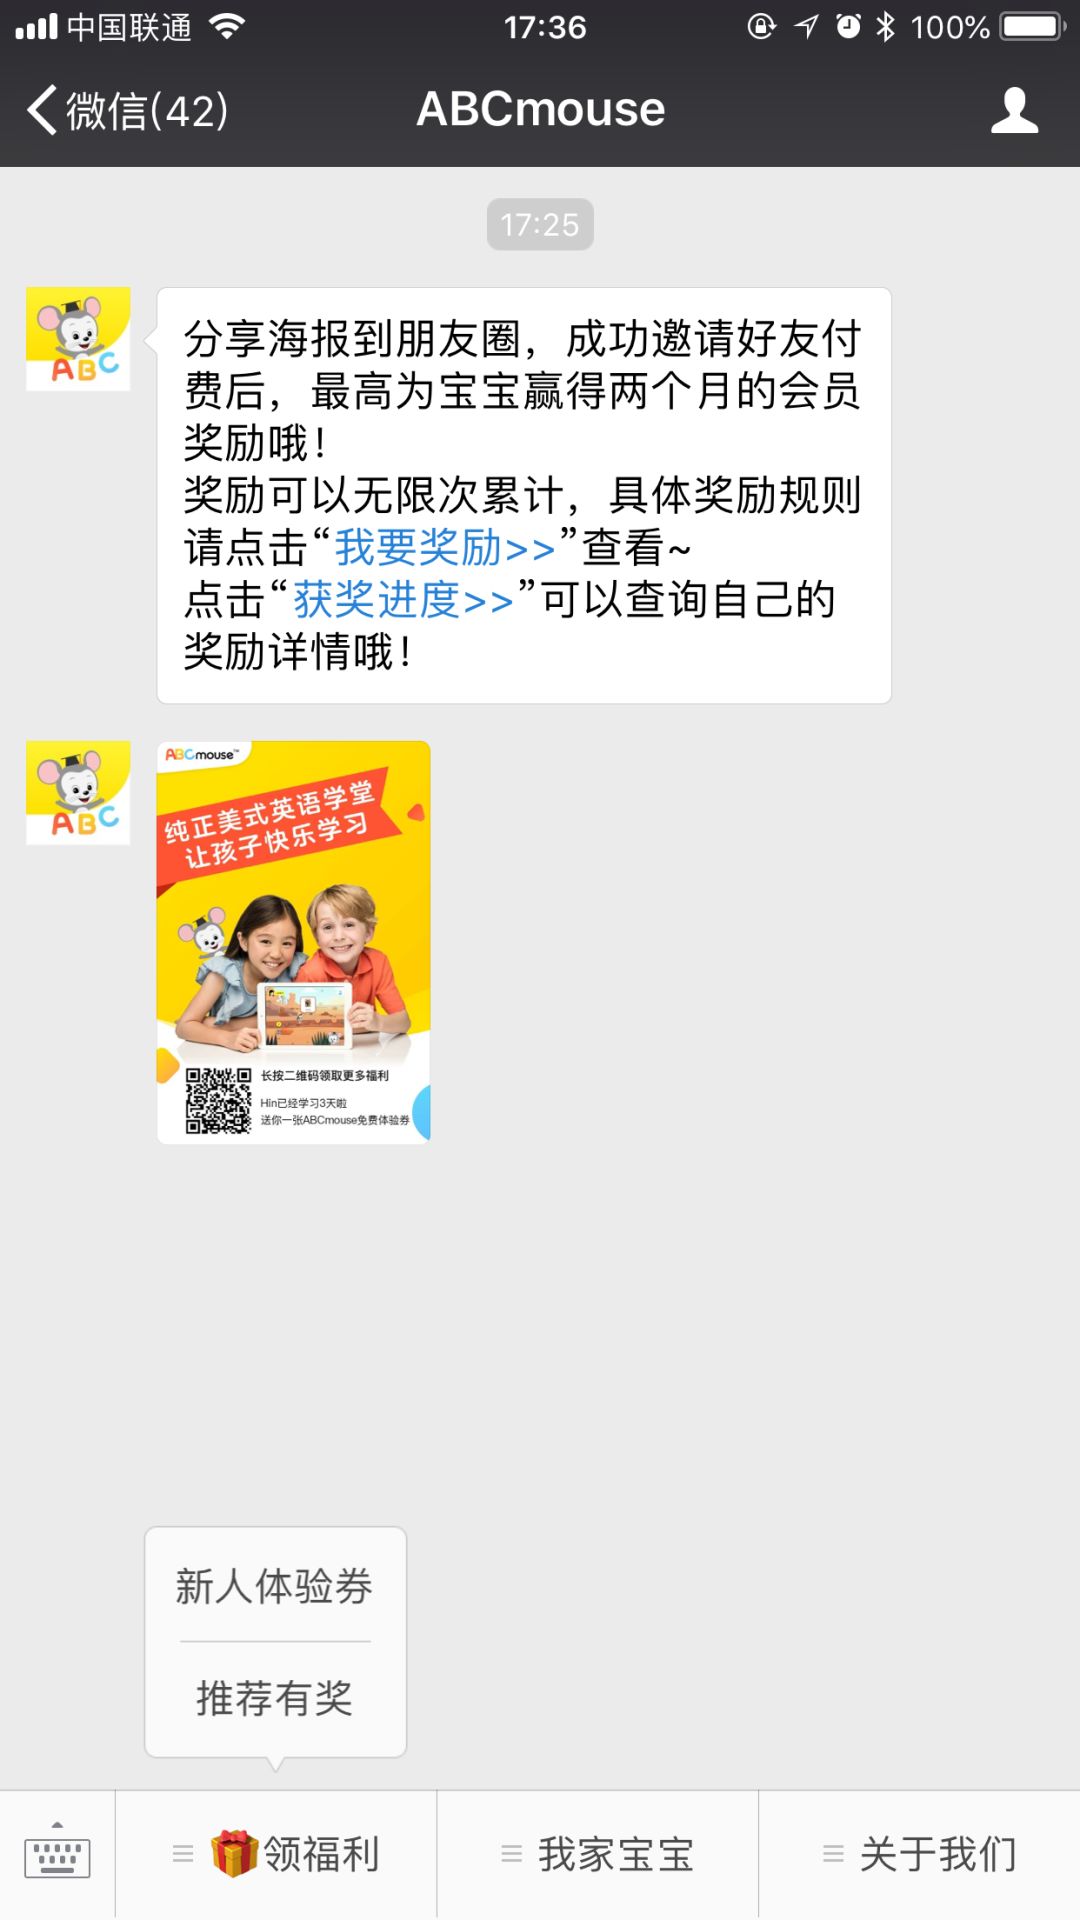 中国联通
17:36
100%
微信(42)
ABCmouse
17:25
分享海报到朋友圈，成功邀请好友付
费后，最高为宝宝赢得两个月的会员
奖励哦！
奖励可以无限次累计，具体奖励规则
请点击“我要奖励>>”查看~
点击“获奖进度>>”可以查询自己的
奖励详情哦！
ABC
ABC
ABCmouse™
纯正美式英语学堂
让孩子快乐学习
长按二维码领取更多福利
Hin已经学习3天啦
送你一张ABCmouse免费体验券
新人体验券
推荐有奖
领福利
我家宝宝
关于我们